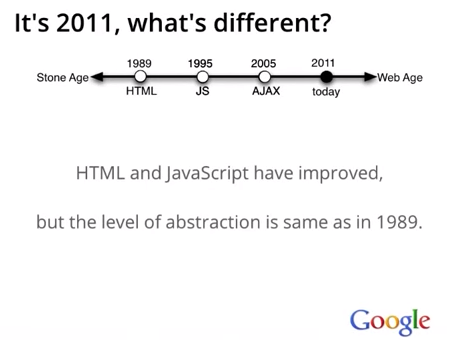 It's 2011, what's different?
1989 1995 2005 2011
Stone Age Web Age
HTML JS AJAX today
HTML and JavaScript have improved,
but the level of abstraction is same as in 1989.
Google